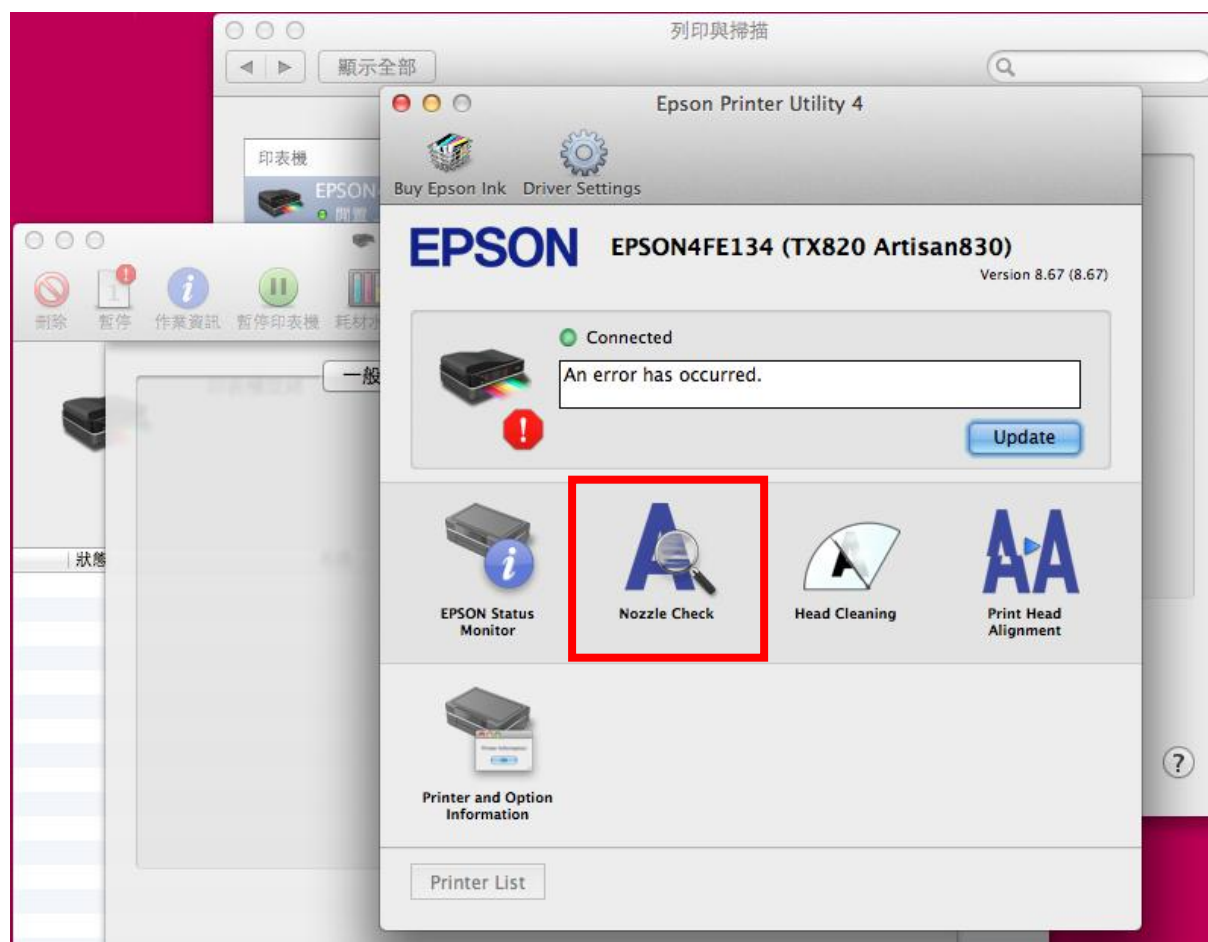 列印與掃描
顯示全部
Epson Printer Utility 4
印表機
EPSON
閒置
Buy Epson Ink
Driver Settings
EPSON
EPSON4FE134 (TX820 Artisan830)
Version 8.67 (8.67)
刪除
暫停
作業資訊
暫停印表機
耗材
Connected
An error has occurred.
一般
Update
狀態
EPSON Status
Monitor
Nozzle Check
Head Cleaning
Print Head
Alignment
Printer and Option
Information
?
Printer List